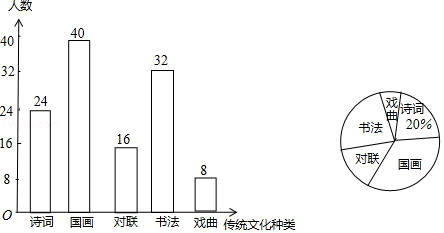 人数
40
32
24
16
8
O
24
40
16
32
8
诗词 国画 对联 书法 戏曲 传统文化种类
戏曲
诗词
20%
书法
对联
国画